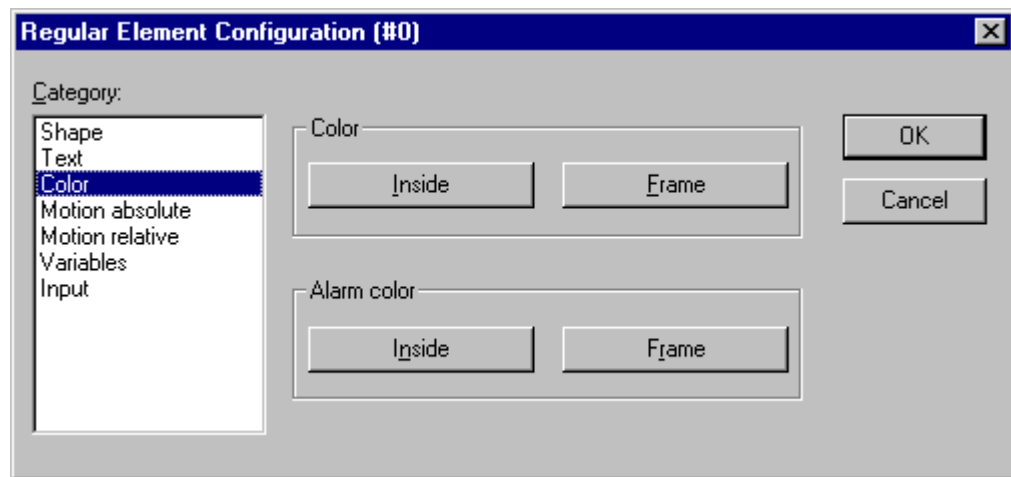 Regular Element Configuration (#0)
Category:
Shape
Text
Color
Motion absolute
Motion relative
Variables
Input
Color
Inside
Frame
Alarm color
Inside
Frame
OK
Cancel